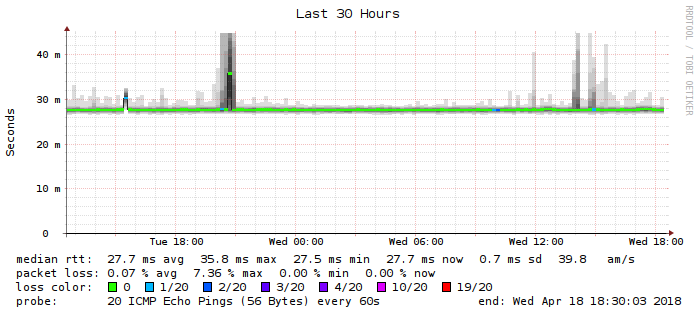 Last 30 Hours
RRDTOOL / TOBI OETIKER
Seconds
40 m
30 m
20 m
10 m
0
Tue 18:00 Wed 00:00 Wed 06:00 Wed 12:00 Wed 18:00
median rtt: 27.7 ms avg 35.8 ms max 27.5 ms min 27.7 ms now 0.7 ms sd 39.8 am/s
packet loss: 0.07 % avg 7.36 % max 0.00 % min 0.00 % now
loss color: 0 1/20 2/20 3/20 4/20 10/20 19/20
probe: 20 ICMP Echo Pings (56 Bytes) every 60s end: Wed Apr 18 18:30:03 2018